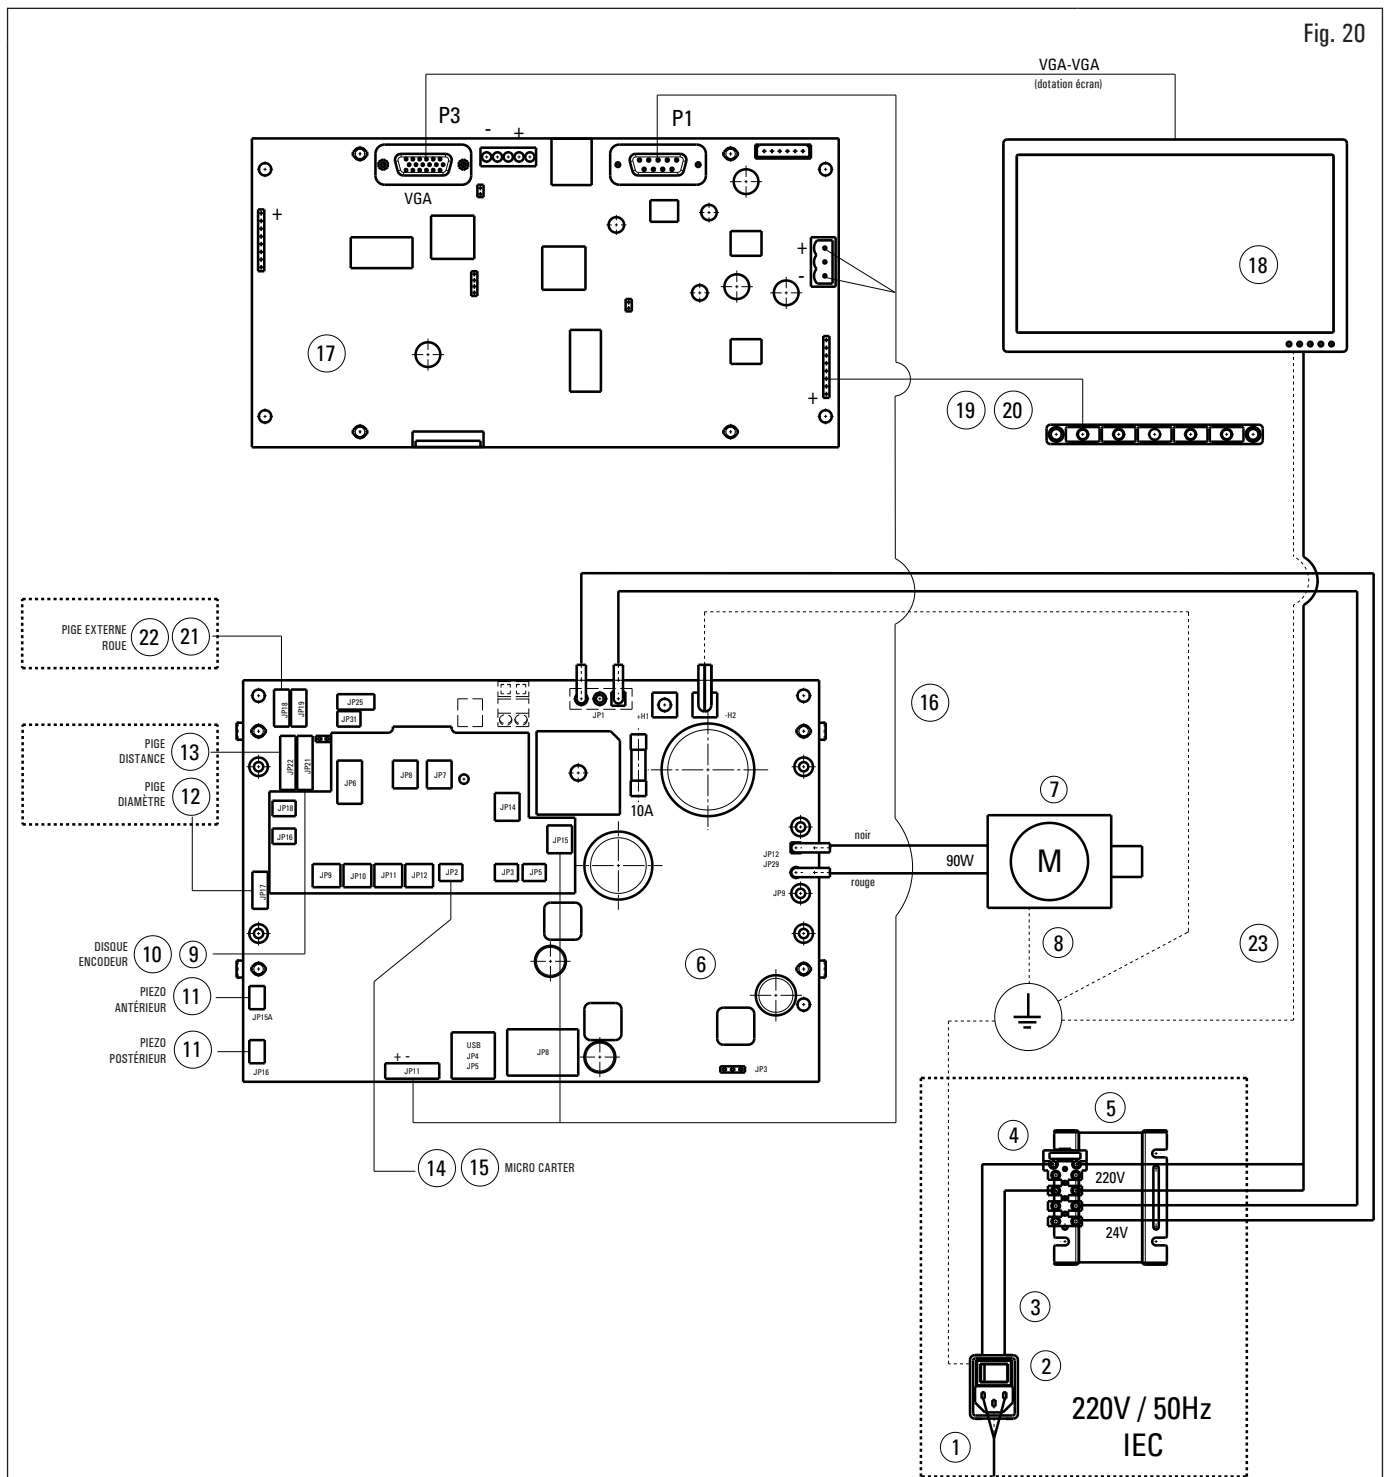 Fig. 20
VGA-VGA
(dotation écran)
P3
- +
P1
VGA
+
+
-
18
17
+
19 20
PIGE EXTERNE
ROUE
22 21
JP18
JP19
JP25
JP31
JP1
+H1
-H2
16
PIGE
DISTANCE
13
PIGE
DIAMÈTRE
12
JP22
JP21
JP6
JP8
JP7
JP14
10A
JP18
JP16
JP15
JP9
JP10
JP11
JP12
JP2
JP3
JP5
JP17
JP12
JP29
JP9
noir
90W
rouge
7
M
8
23
DISQUE
ENCODEUR
10 9
6
PIEZO
ANTÉRIEUR
11
JP15A
PIEZO
POSTÉRIEUR
11
JP16
+ -
JP11
USB
JP4
JP5
JP8
JP3
14 15 MICRO CARTER
5
4
220V
24V
3
2
1
220V / 50Hz
IEC